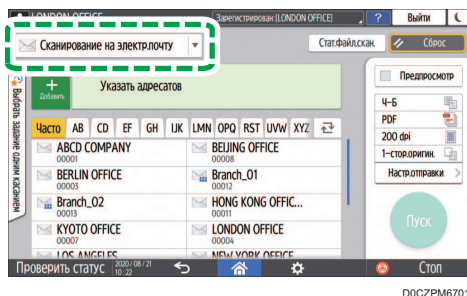 LONDON OFFICE
Зарегистрирован:[LONDON OFFICE]
?
Выйти
Сканирование на электр.почту
Стат.файл.скан.
Сброс
Выбрать задание одним касанием
Добавить
Указать адресатов
Предпросмотр
Часто AB CD EF GH IJK LMN OPQ RST UVW XYZ
4-Б
PDF
200 dpi
1-стор.оригин.
Настр.отправки
ABCD COMPANY
00001
BEIJING OFFICE
00008
BERLIN OFFICE
00003
Branch_01
00012
Branch_02
00013
HONG KONG OFFIC...
00011
KYOTO OFFICE
00007
LONDON OFFICE
00004
LOS ANGELES
NEW YORK OFFICE
Пуск
Проверить статус
2020/08/21
10:22
Стоп
D0CZPM6701